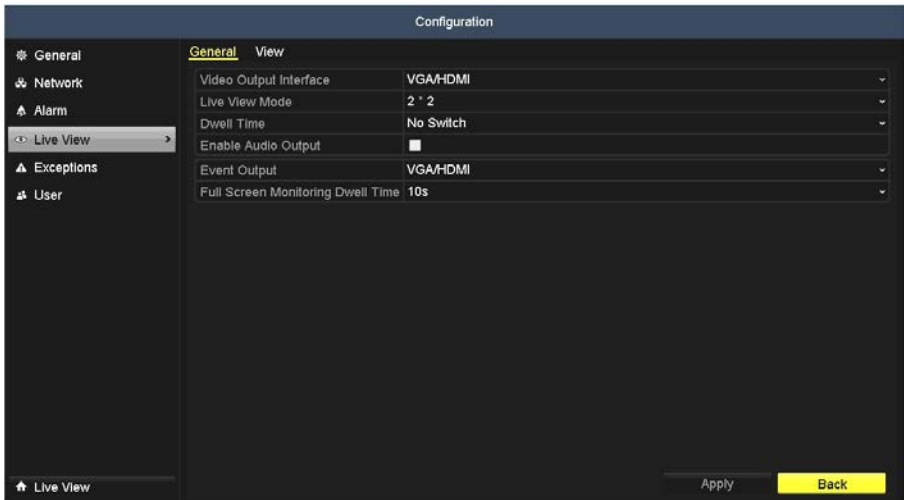 Configuration
General
Network
Alarm
Live View
Exceptions
User
General View
Video Output Interface VGA/HDMI
Live View Mode 2 * 2
Dwell Time No Switch
Enable Audio Output
Event Output VGA/HDMI
Full Screen Monitoring Dwell Time 10s
Live View
Apply Back